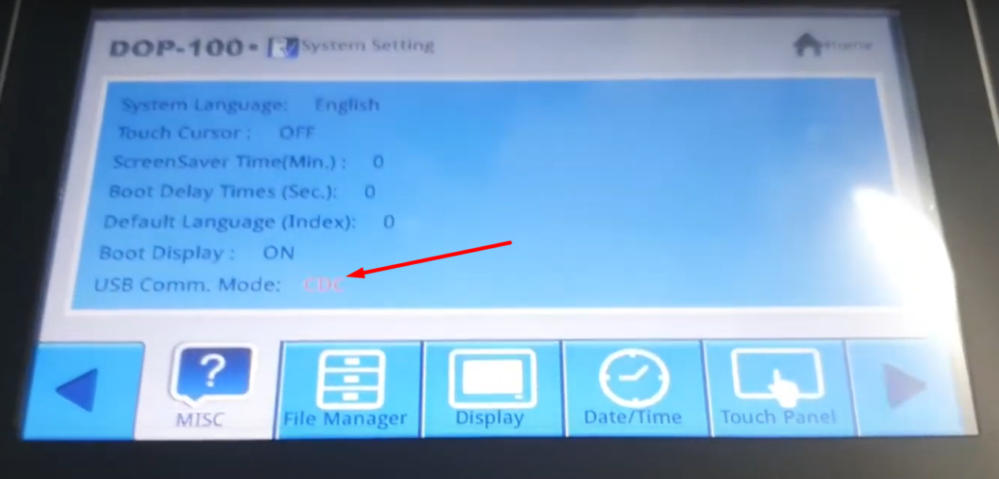 DOP-100 • System Setting
Home
System Language: English
Touch Cursor : OFF
ScreenSaver Time(Min.) : 0
Boot Delay Times (Sec.): 0
Default Language (Index): 0
Boot Display : ON
USB Comm. Mode: CDC
MISC
File Manager
Display
Date/Time
Touch Panel